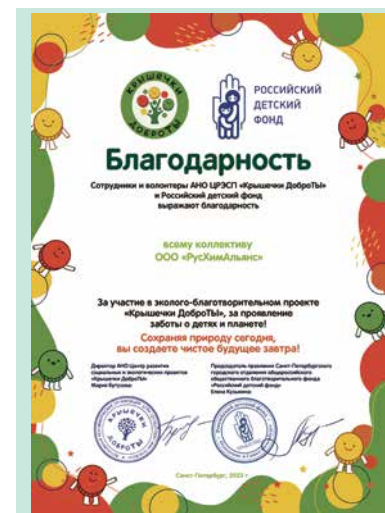 КРЫШЕЧКИ
ДОБРОТЫ
РОССИЙСКИЙ
ДЕТСКИЙ
ФОНД
Благодарность
Сотрудники и волонтеры АНО ЦРЭСП «Крышечки ДоброТЫ»
и Российский детский фонд
выражают благодарность
всему коллективу
ООО «РусХимАльянс»
За участие в эколого-благотворительном проекте
«Крышечки ДоброТЫ», за проявление
заботы о детях и планете!
Сохраняя природу сегодня,
вы создаете чистое будущее завтра!
Директор АНО Центр развития
социальных и экологических проектов
«Крышечки ДоброТЫ»
Мария Бутузова
Председатель правления Санкт-Петербургского
городского отделения общероссийского
общественного благотворительного фонда
«Российский детский фонд»
Елена Кузьмина
КРЫШЕЧКИ
ДОБРОТЫ
Санкт-Петербург, 2023 г.